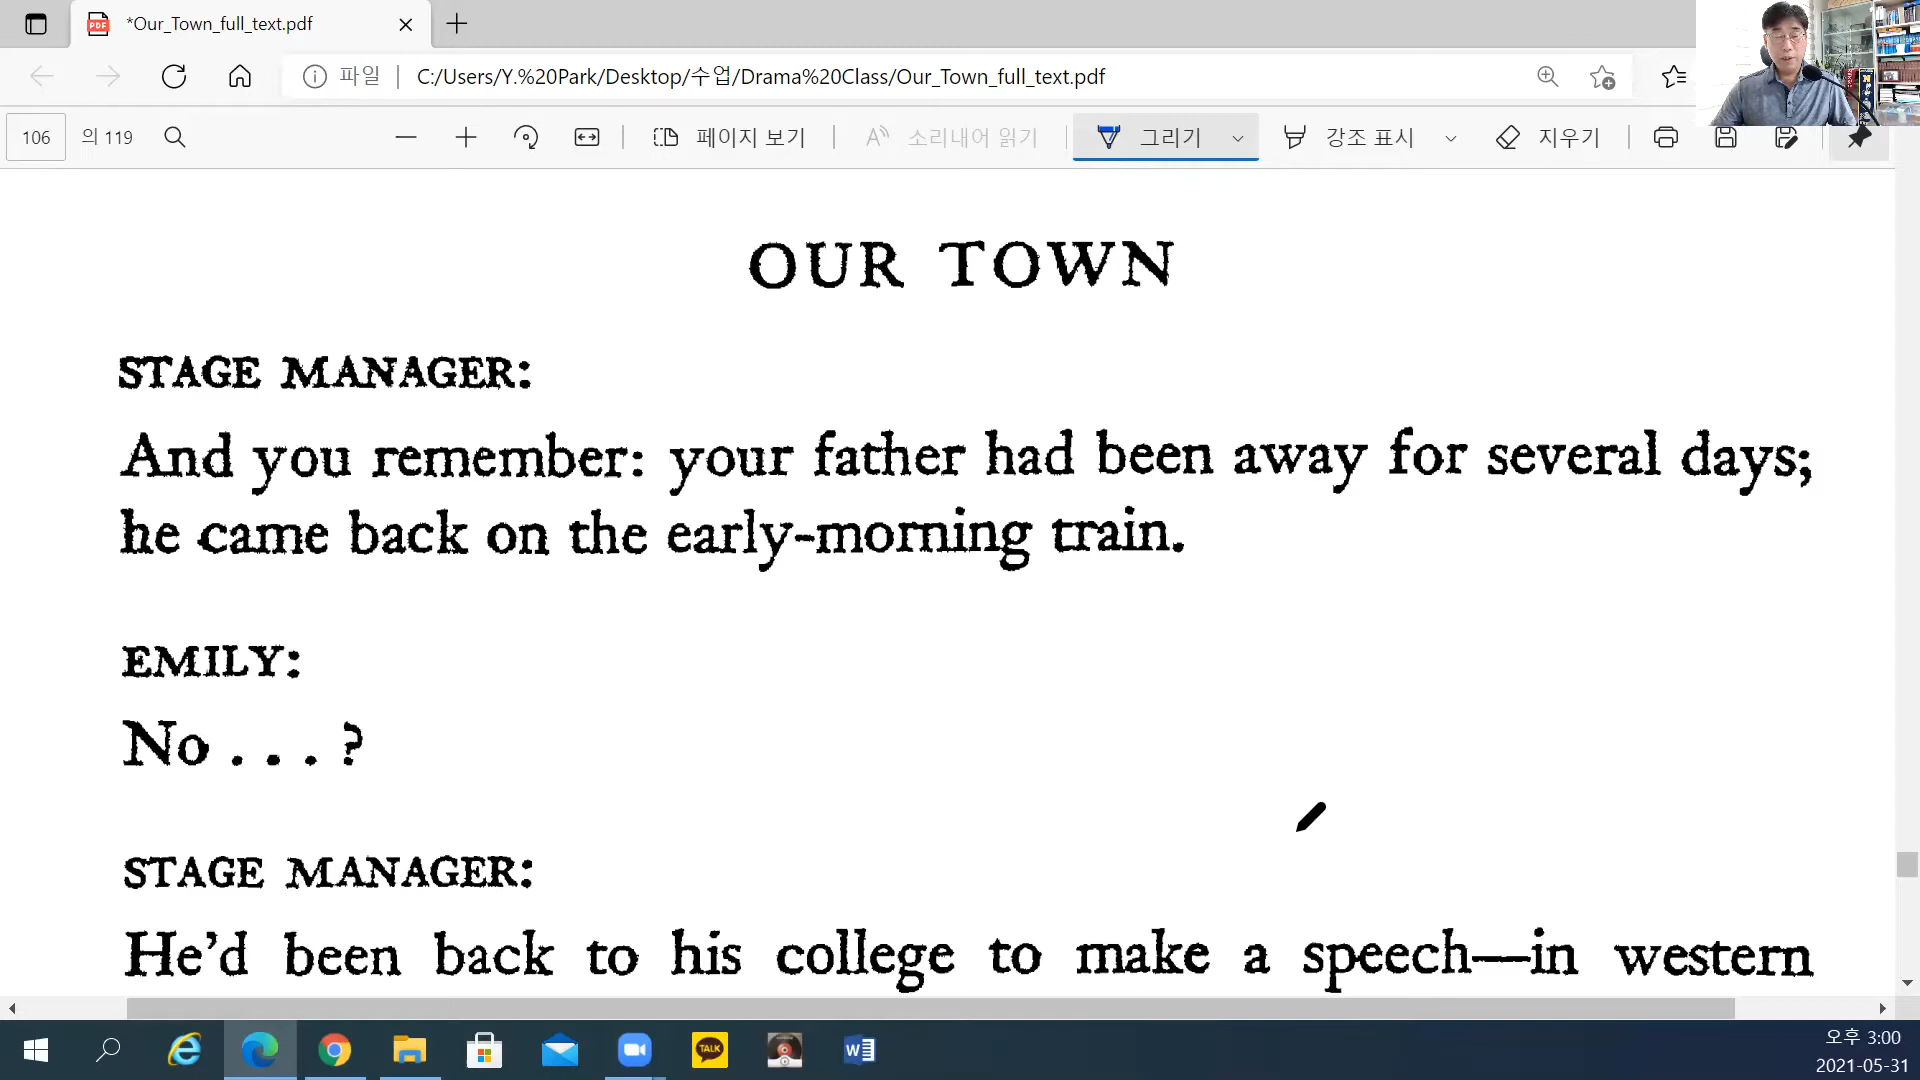 *Our_Town_full_text.pdf
파일
C:/Users/Y.%20Park/Desktop/수업/Drama%20Class/Our_Town_full_text.pdf
106 의 119
페이지 보기
소리내어 읽기
그리기
강조 표시
지우기
OUR TOWN
STAGE MANAGER:
And you remember: your father had been away for several days;
he came back on the early-morning train.
EMILY:
No . . . ?
STAGE MANAGER:
He'd been back to his college to make a speech—in western
TALK
오후 3:00
2021-05-31